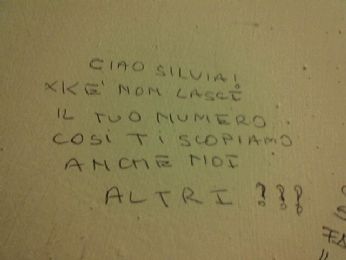 CIAO SILVIA!
XKE' NON LASCI
IL TUO NUMERO
COSI TI SCOPIAMO
ANCHE NOI
ALTRI ???